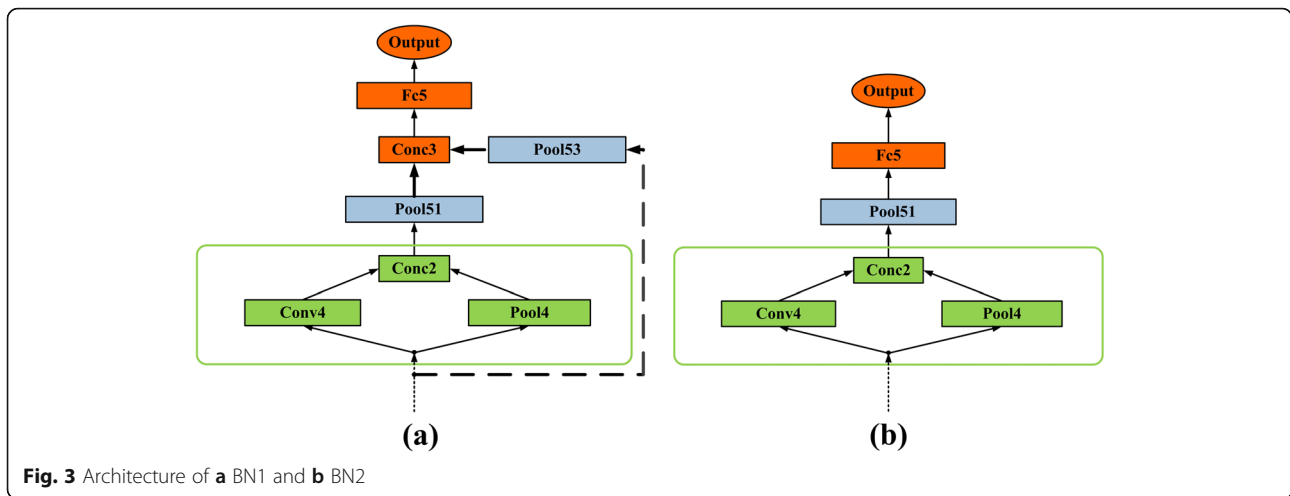 Output
Fc5
Conc3
Pool53
Pool51
Conc2
Conv4
Pool4
(a)
Output
Fc5
Pool51
Conc2
Conv4
Pool4
(b)
Fig. 3 Architecture of a BN1 and b BN2